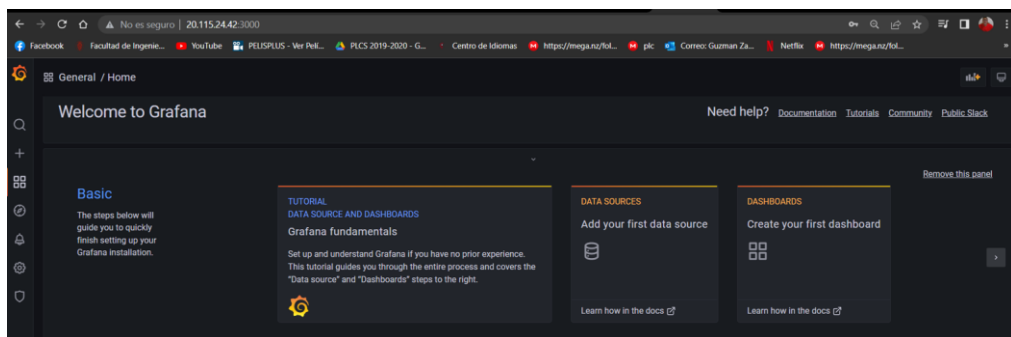 No es seguro | 20.115.24.42:3000
Facebook Facultad de Ingenie... YouTube PELISPLUS - Ver Pelí... PLCS 2019-2020 - G... Centro de Idiomas https://mega.nz/fol... plc Correo: Guzman Za... Netflix https://mega.nz/fol... »
General / Home
Welcome to Grafana
Need help? Documentation Tutorials Community Public Slack
Remove this panel
Basic
The steps below will
guide you to quickly
finish setting up your
Grafana installation.
TUTORIAL
DATA SOURCE AND DASHBOARDS
Grafana fundamentals
Set up and understand Grafana if you have no prior experience.
This tutorial guides you through the entire process and covers the
"Data source" and "Dashboards" steps to the right.
DATA SOURCES
Add your first data source
Learn how in the docs
DASHBOARDS
Create your first dashboard
Learn how in the docs